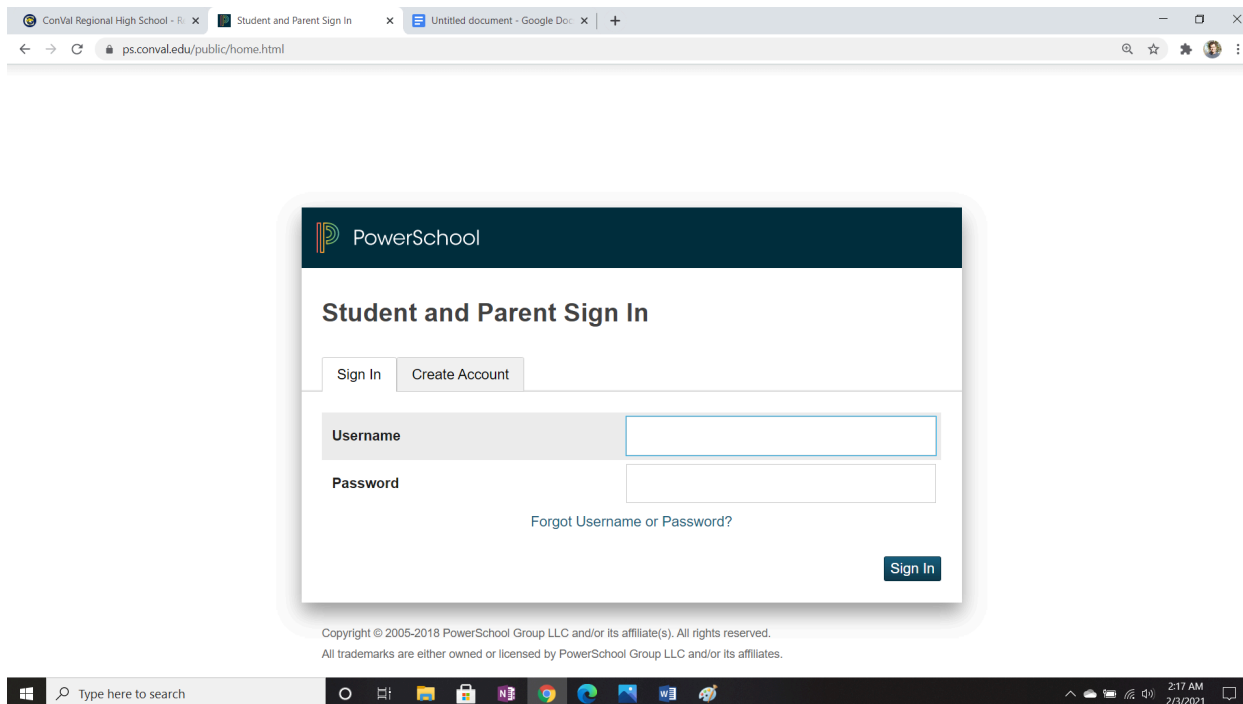 ConVal Regional High School - R
Student and Parent Sign In
Untitled document - Google Doc
ps.conval.edu/public/home.html
PowerSchool
Student and Parent Sign In
Sign In
Create Account
Username
Password
Forgot Username or Password?
Sign In
Copyright © 2005-2018 PowerSchool Group LLC and/or its affiliate(s). All rights reserved.
All trademarks are either owned or licensed by PowerSchool Group LLC and/or its affiliates.
Type here to search
2:17 AM
2/3/2021